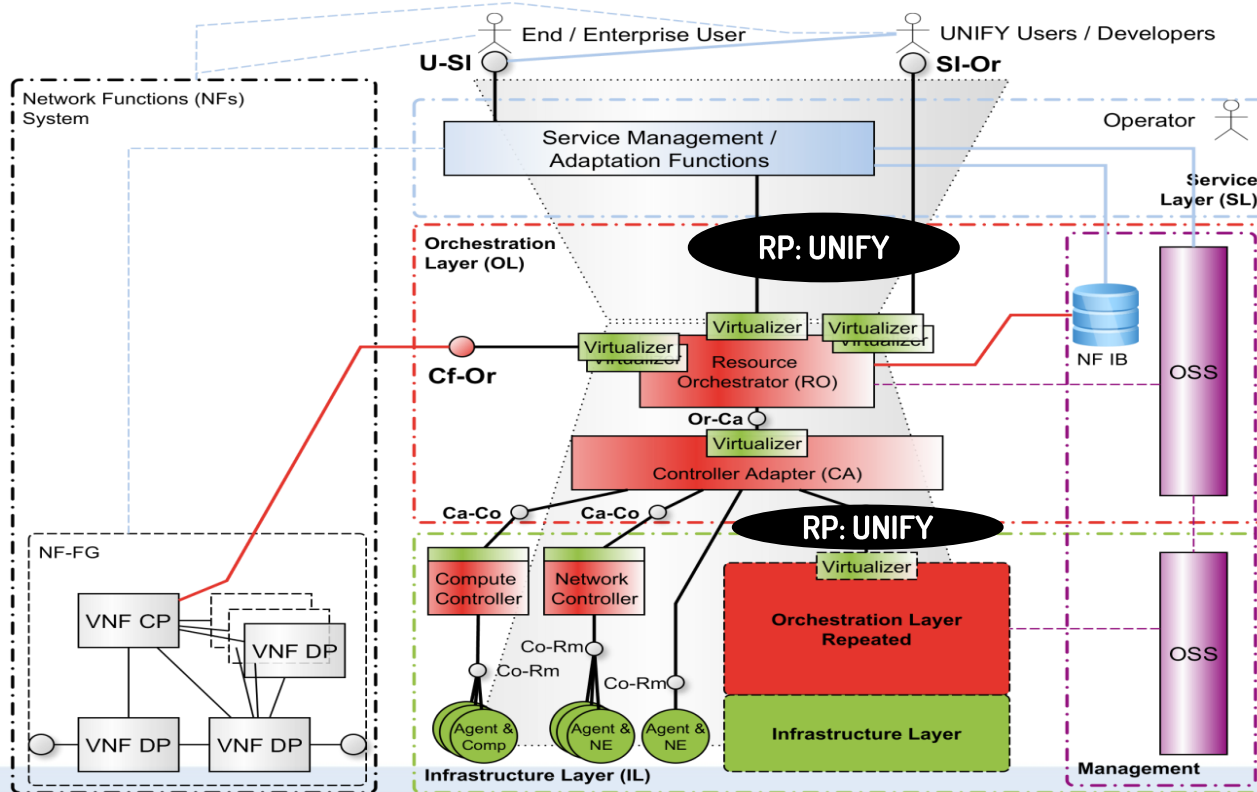 End / Enterprise User
UNIFY Users / Developers
U-Sl
Sl-Or
Network Functions (NFs)
System
Operator
Service Management /
Adaptation Functions
Service
Layer (SL)
RP: UNIFY
Orchestration
Layer (OL)
Virtualizer
Virtualizer
Virtualizer
Virtualizer
Virtualizer
Cf-Or
Resource
Orchestrator (RO)
NF IB
OSS
Or-Ca
Virtualizer
Controller Adapter (CA)
Ca-Co
Ca-Co
RP: UNIFY
NF-FG
Compute
Controller
Network
Controller
Virtualizer
VNF CP
VNF DP
Orchestration Layer
Repeated
OSS
Co-Rm
Co-Rm
Co-Rm
VNF DP
VNF DP
Agent &
Comp
Agent &
NE
Agent &
NE
Infrastructure Layer
Infrastructure Layer (IL)
Management